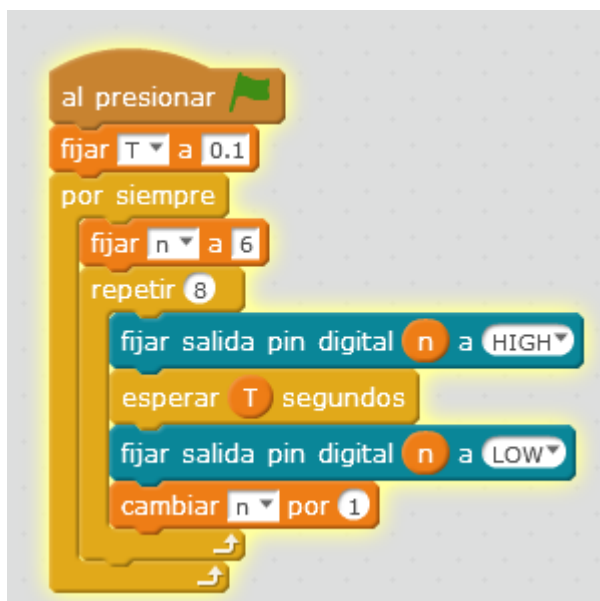 al presionar
fijar T a 0.1
por siempre
fijar n a 6
repetir 8
fijar salida pin digital n a HIGH
esperar T segundos
fijar salida pin digital n a LOW
cambiar n por 1